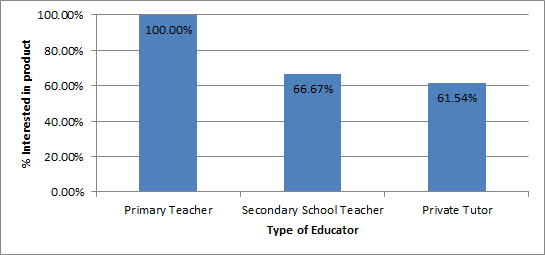 100.00%
80.00%
60.00%
40.00%
20.00%
0.00%
% Interested in product
100.00%
66.67%
61.54%
Primary Teacher
Secondary School Teacher
Private Tutor
Type of Educator